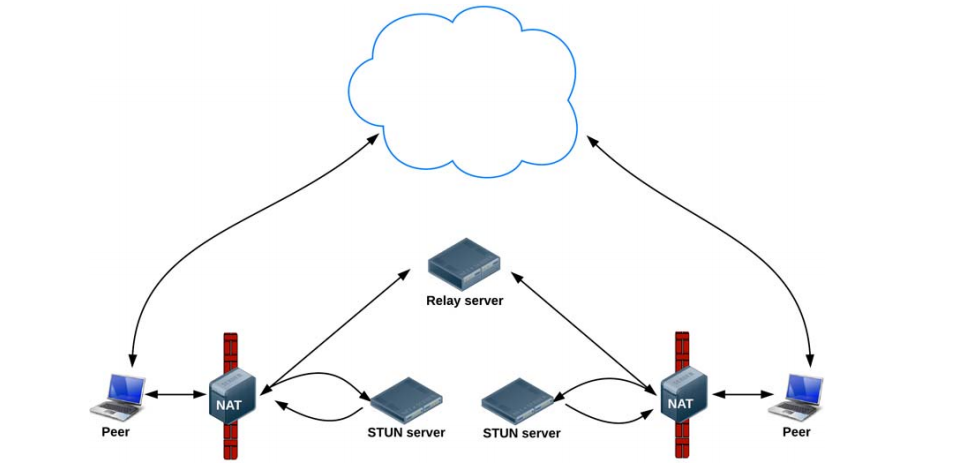 Relay server
NAT
NAT
Peer
STUN server
STUN server
Peer